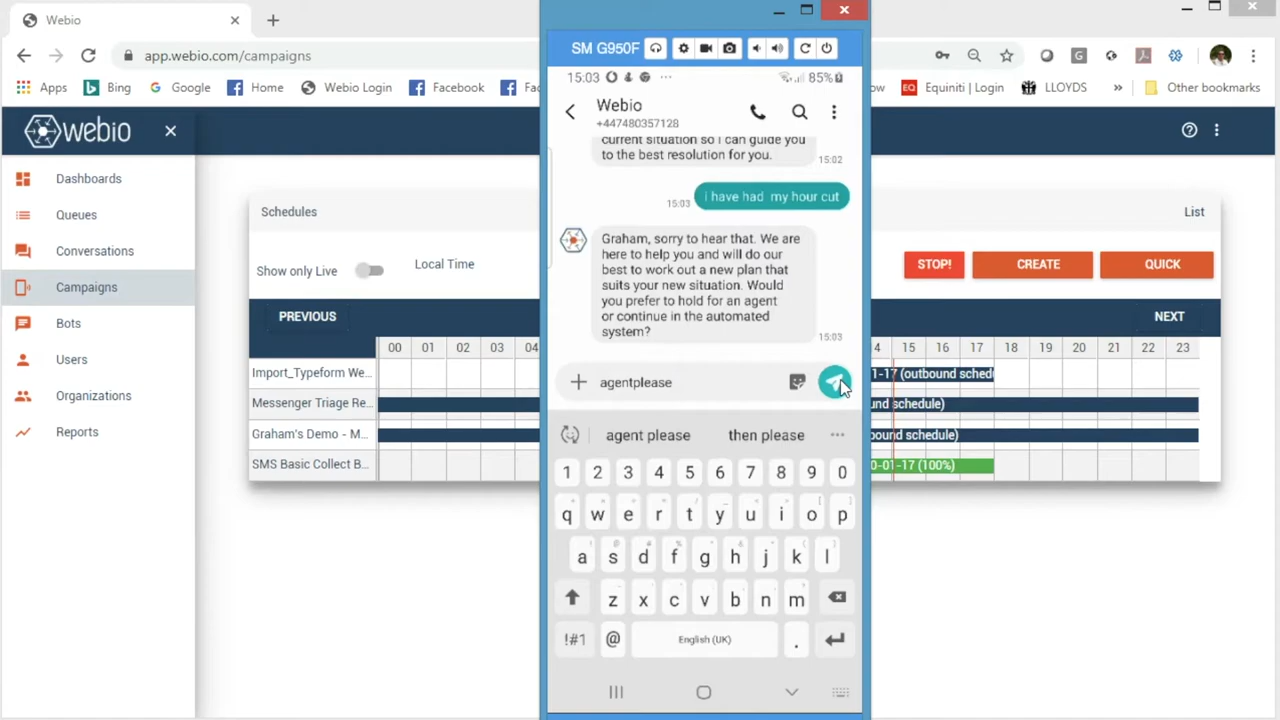 Webio
app.webio.com/campaigns
Apps
Bing
Google
Home
Webio Login
Facebook
Equiniti | Login
LLOYDS
»
Other bookmarks
webio
Dashboards
Queues
Conversations
Campaigns
Bots
Users
Organizations
Reports
Schedules
List
Show only Live
Local Time
STOP!
CREATE
QUICK
PREVIOUS
NEXT
00 01 02 03 04
15 16 17 18 19 20 21 22 23
Import_Typeform We...
Messenger Triage Re...
Graham's Demo - M...
SMS Basic Collect B...
1-17 (outbound sched
und schedule)
ound schedule)
0-01-17 (100%)
SM G950F
15:03
85%
Webio
+447480357128
current situation so I can guide you
to the best resolution for you.
15:02
15:03
I have had my hour cut
Graham, sorry to hear that. We are
here to help you and will do our
best to work out a new plan that
suits your new situation. Would
you prefer to hold for an agent
or continue in the automated
system?
15:03
agentplease
agent please then please
1 2 3 4 5 6 7 8 9 0
q w e r t y u i o p
a s d f g h j k l
z x c v b n m
!#1 @ English (UK) .